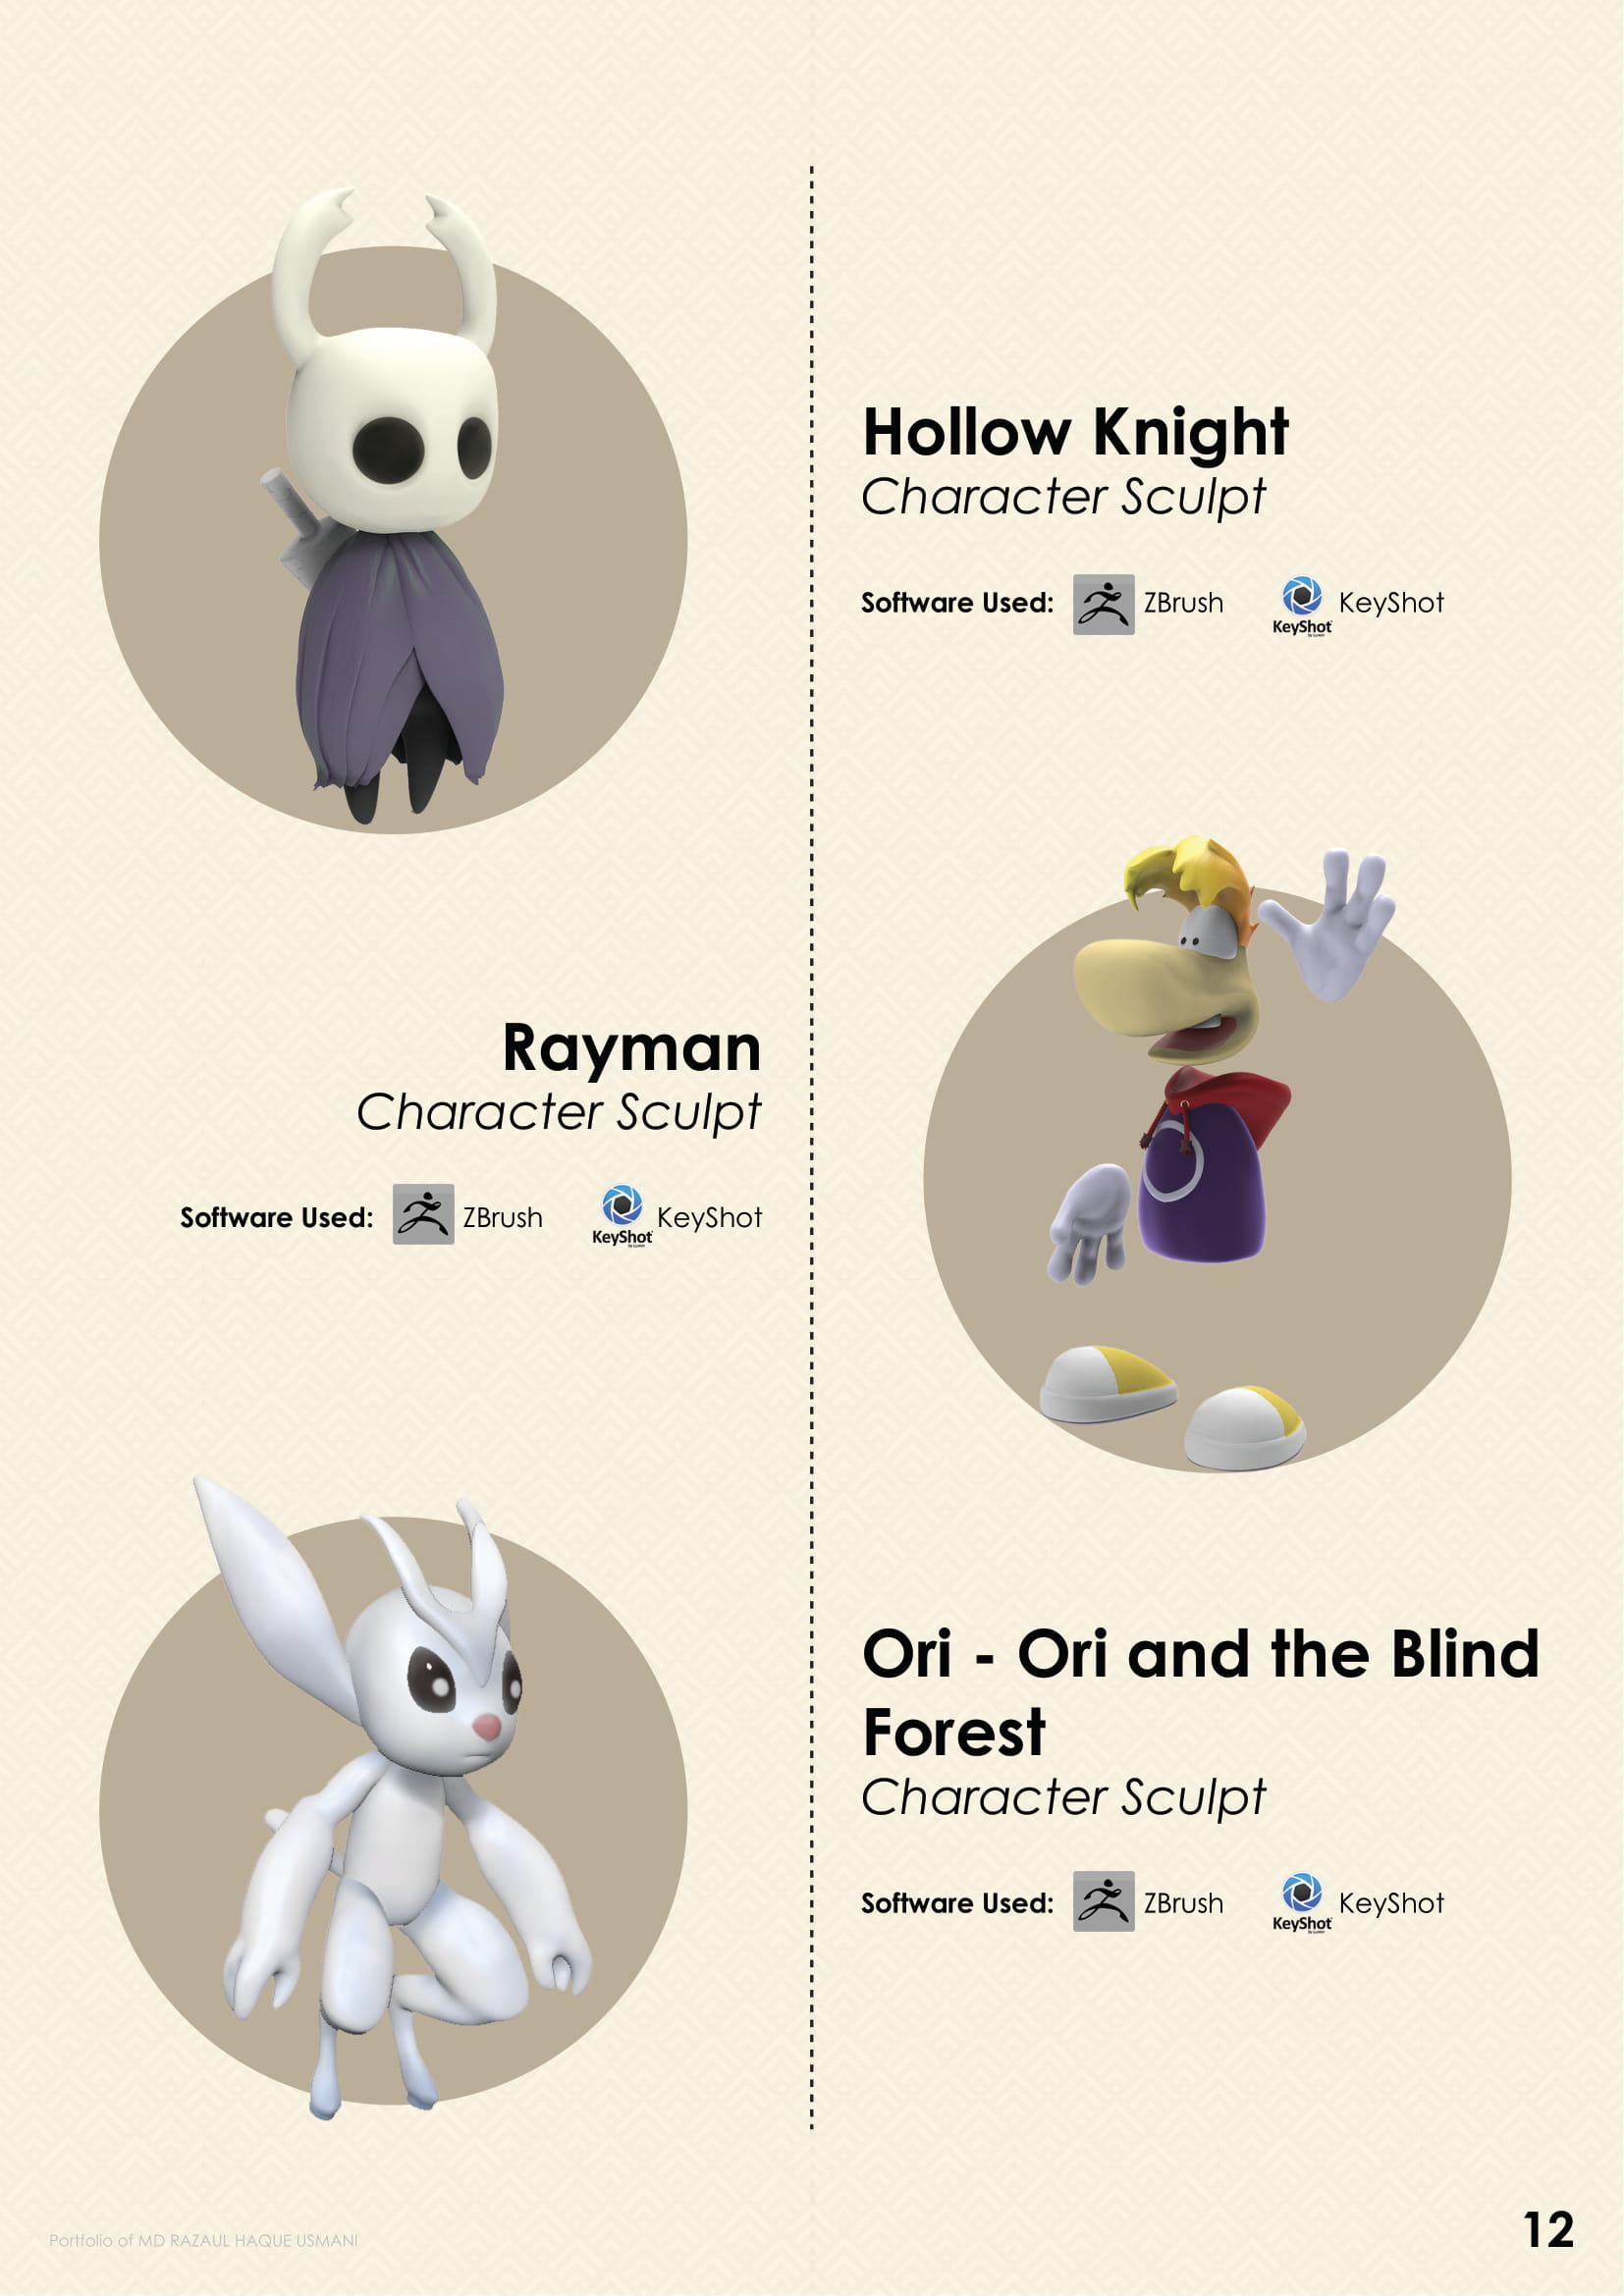 Hollow Knight
Character Sculpt
Software Used: ZBrush KeyShot KeyShot
Rayman
Character Sculpt
Software Used: ZBrush KeyShot KeyShot
Ori - Ori and the Blind
Forest
Character Sculpt
Software Used: ZBrush KeyShot KeyShot
Portfolio of MD RAZAUL HAQUE USMANI
12